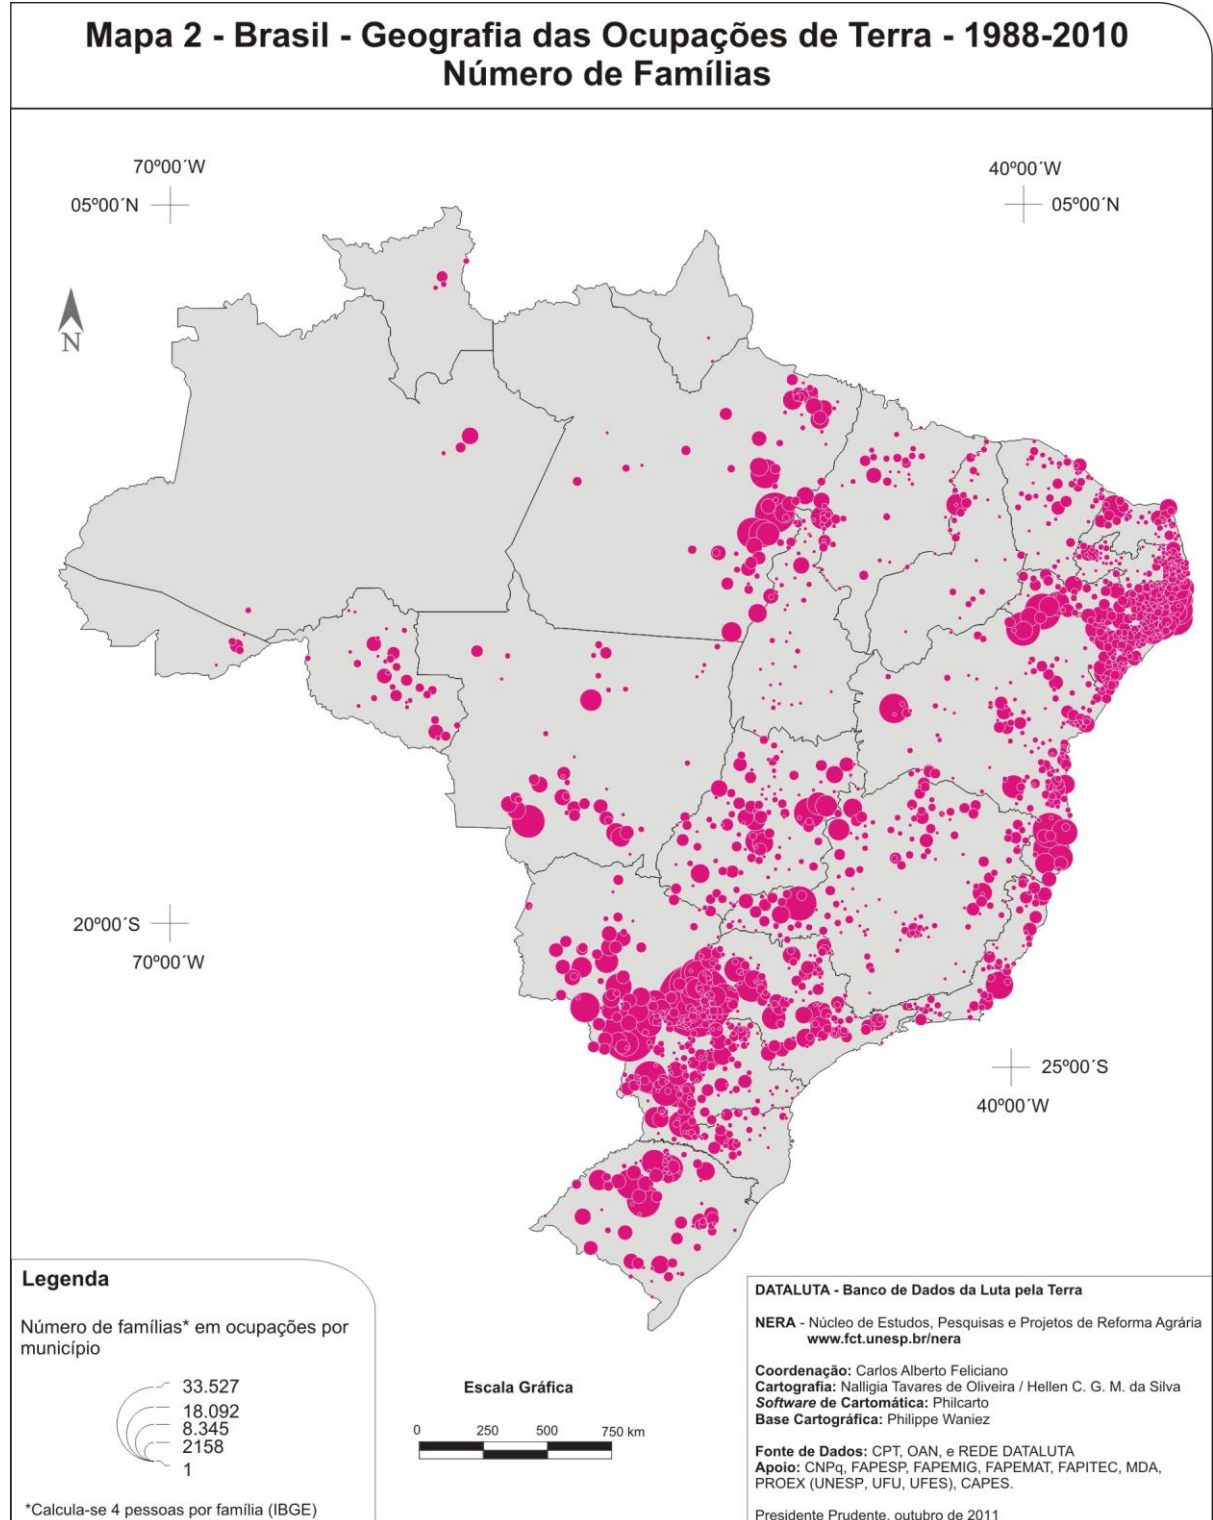 Mapa 2 - Brasil - Geografia das Ocupações de Terra - 1988-2010
Número de Famílias
70º00´W
40º00´W
05º00´N
05º00´N
N
20º00´S
70º00´W
25º00´S
40º00´W
Legenda
Número de famílias* em ocupações por
município
33.527
18.092
8.345
2158
1
*Calcula-se 4 pessoas por família (IBGE)
Escala Gráfica
0 250 500 750 km
DATALUTA - Banco de Dados da Luta pela Terra
NERA - Núcleo de Estudos, Pesquisas e Projetos de Reforma Agrária
www.fct.unesp.br/nera
Coordenação: Carlos Alberto Feliciano
Cartografia: Nalligia Tavares de Oliveira / Hellen C. G. M. da Silva
Software de Cartomática: Philcarto
Base Cartográfica: Philippe Waniez
Fonte de Dados: CPT, OAN, e REDE DATALUTA
Apoio: CNPq, FAPESP, FAPEMIG, FAPEMAT, FAPITEC, MDA,
PROEX (UNESP, UFU, UFES), CAPES.
Presidente Prudente, outubro de 2011